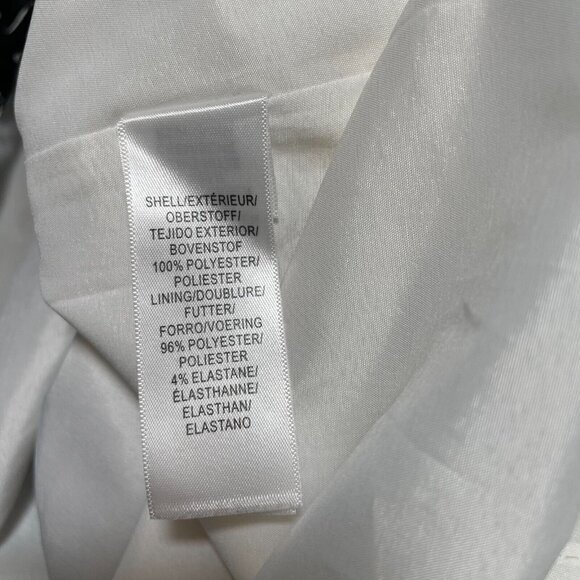 SHELL/EXTÉRIEUR/
OBERSTOFF/
TEJIDO EXTERIOR/
BOVENSTOF
100% POLYESTER/
POLIESTER
LINING/DOUBLURE/
FUTTER/
FORRO/VOERING
96% POLYESTER/
POLIESTER
4% ELASTANE/
ÉLASTHANNE/
ELASTHAN/
ELASTANO